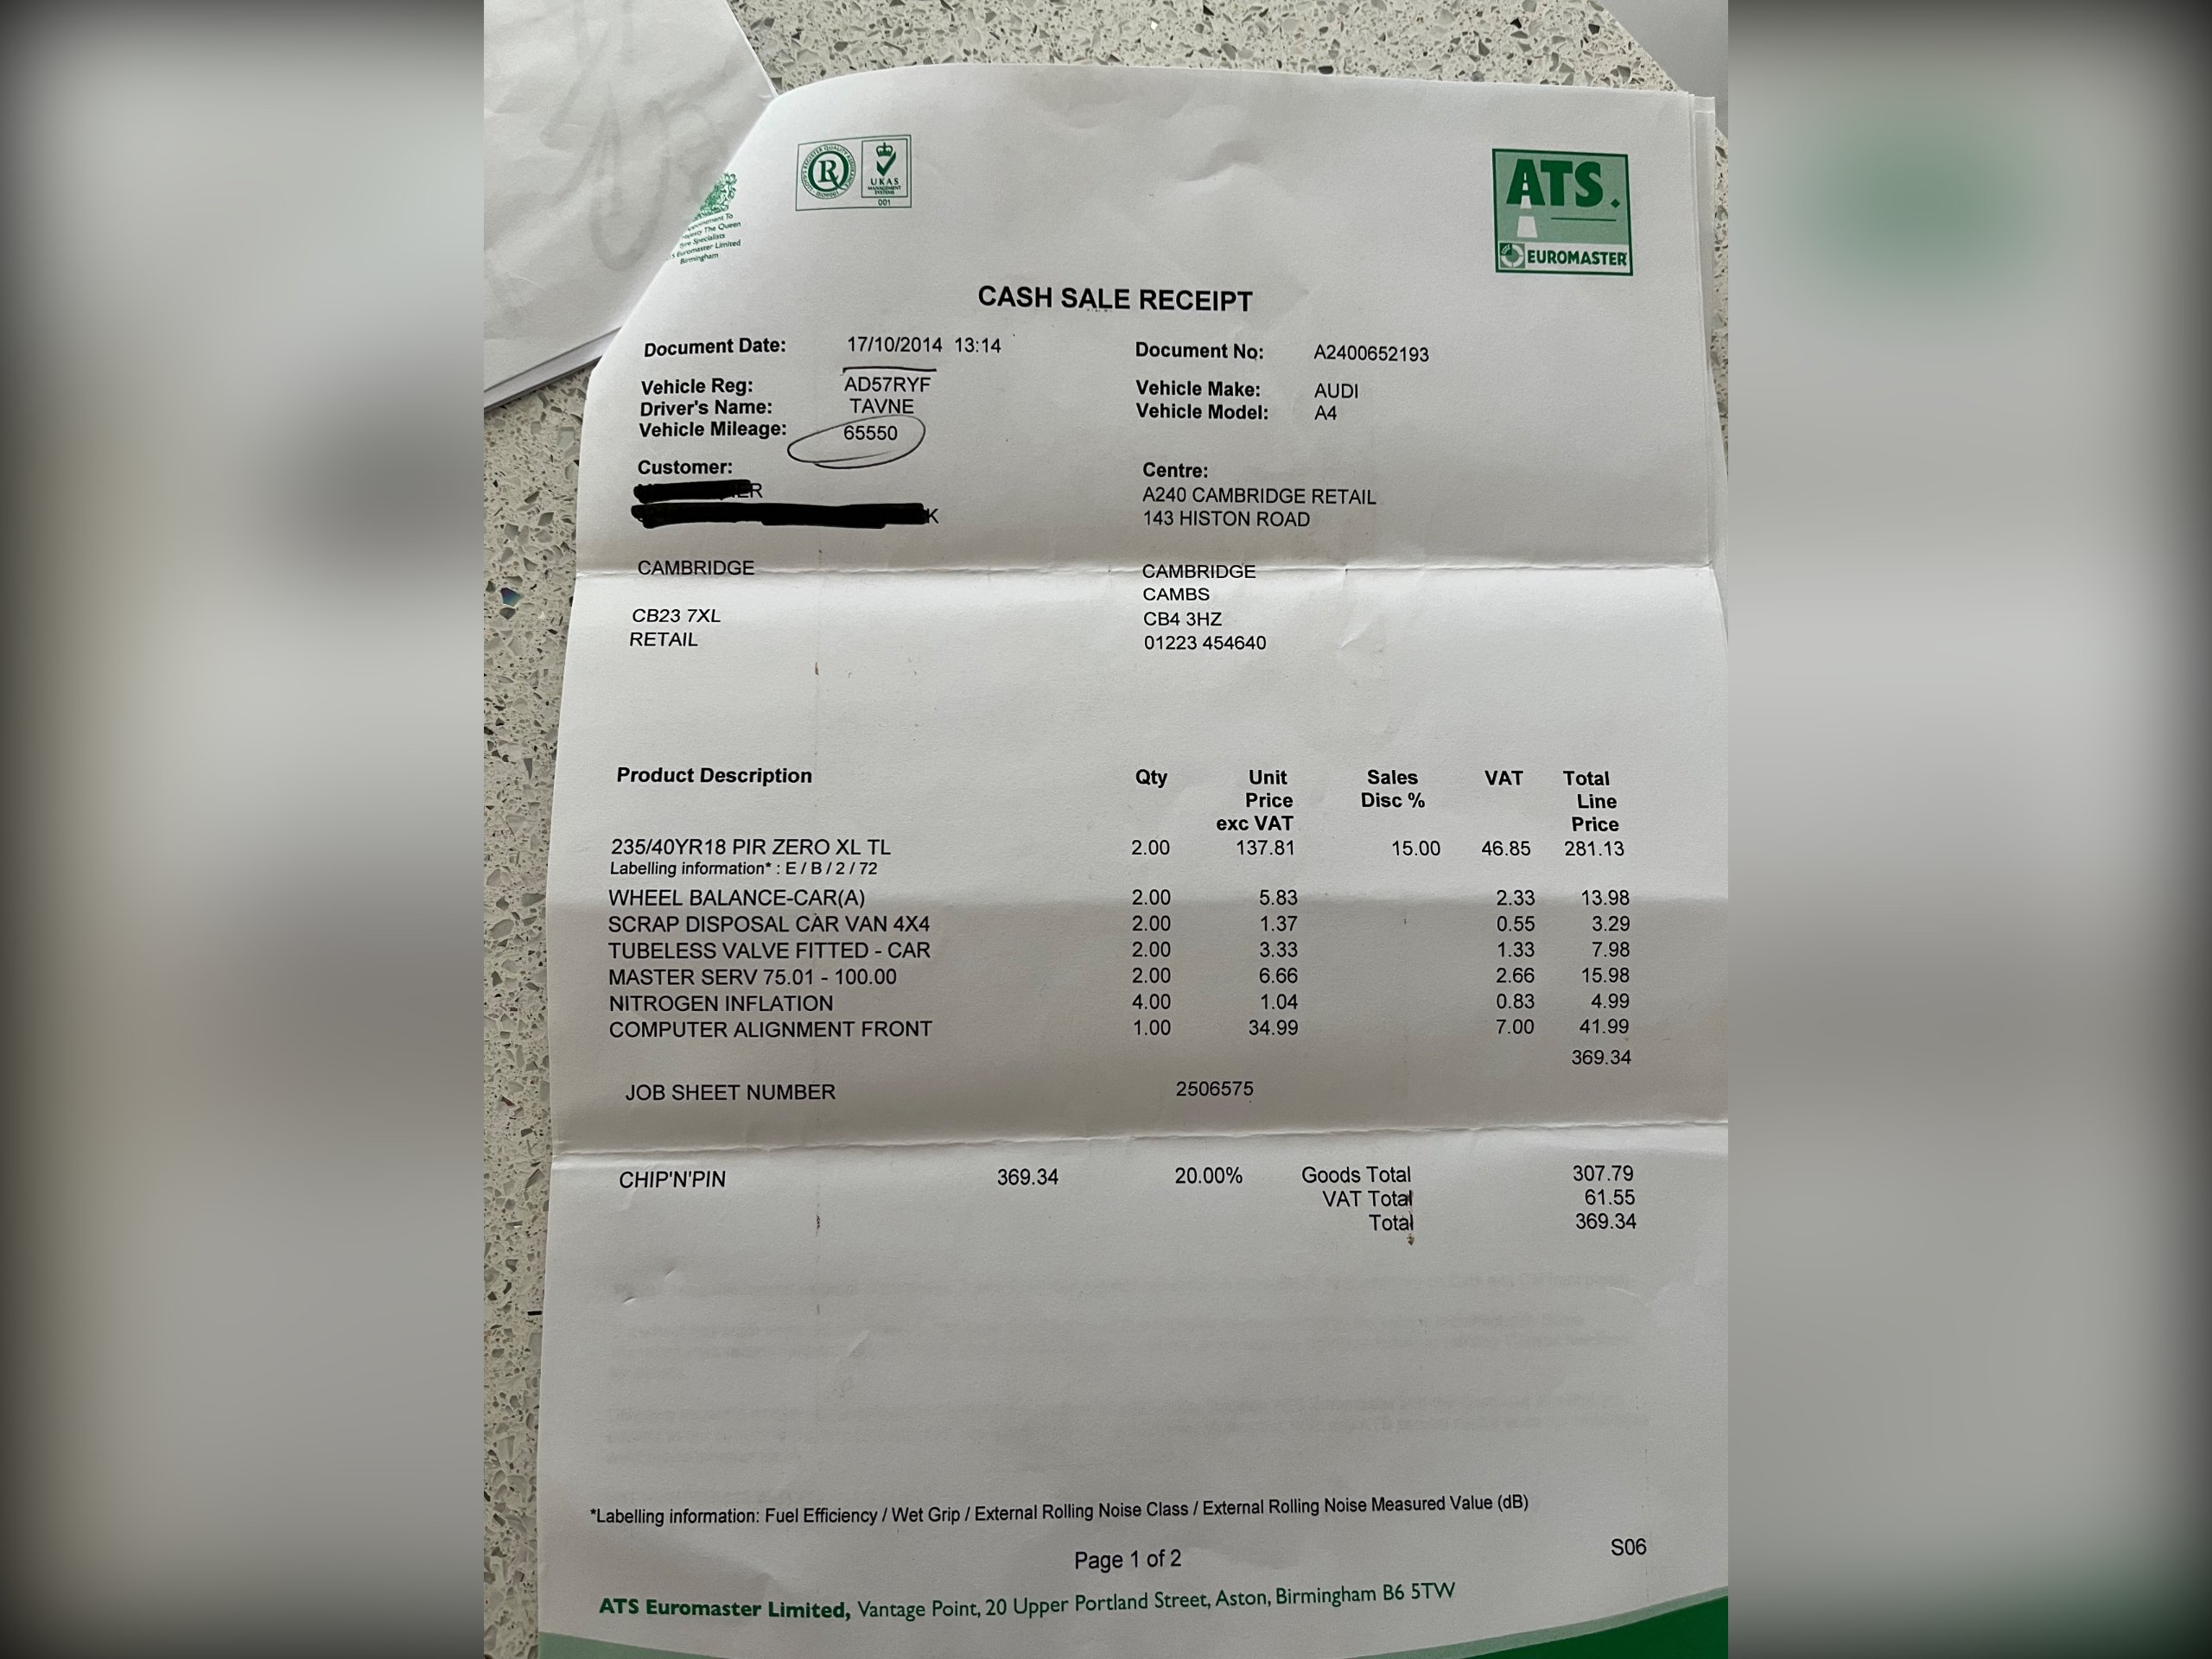 UKAS
MANAGEMENT
SYSTEMS
001
The Queen
Specialists
Euromaster Limited
Birmingham
ATS.
EUROMASTER
CASH SALE RECEIPT
Document Date: 17/10/2014 13:14 Document No: A2400652193
Vehicle Reg: AD57RYF Vehicle Make: AUDI
Driver's Name: TAVNE Vehicle Model: A4
Vehicle Mileage: 65550
Customer: Centre:
A240 CAMBRIDGE RETAIL
143 HISTON ROAD
CAMBRIDGE CAMBRIDGE
CAMBS
CB23 7XL CB4 3HZ
RETAIL 01223 454640
Product Description Qty Unit Price exc VAT Sales Disc % VAT Total Line Price
235/40YR18 PIR ZERO XL TL 2.00 137.81 15.00 46.85 281.13
Labelling information* : E / B / 2 / 72
WHEEL BALANCE-CAR(A) 2.00 5.83 2.33 13.98
SCRAP DISPOSAL CAR VAN 4X4 2.00 1.37 0.55 3.29
TUBELESS VALVE FITTED - CAR 2.00 3.33 1.33 7.98
MASTER SERV 75.01 - 100.00 2.00 6.66 2.66 15.98
NITROGEN INFLATION 4.00 1.04 0.83 4.99
COMPUTER ALIGNMENT FRONT 1.00 34.99 7.00 41.99
369.34
JOB SHEET NUMBER 2506575
CHIP'N'PIN 369.34 20.00% Goods Total 307.79
VAT Total 61.55
Total 369.34
*Labelling information: Fuel Efficiency / Wet Grip / External Rolling Noise Class / External Rolling Noise Measured Value (dB)
Page 1 of 2 S06
ATS Euromaster Limited, Vantage Point, 20 Upper Portland Street, Aston, Birmingham B6 5TW